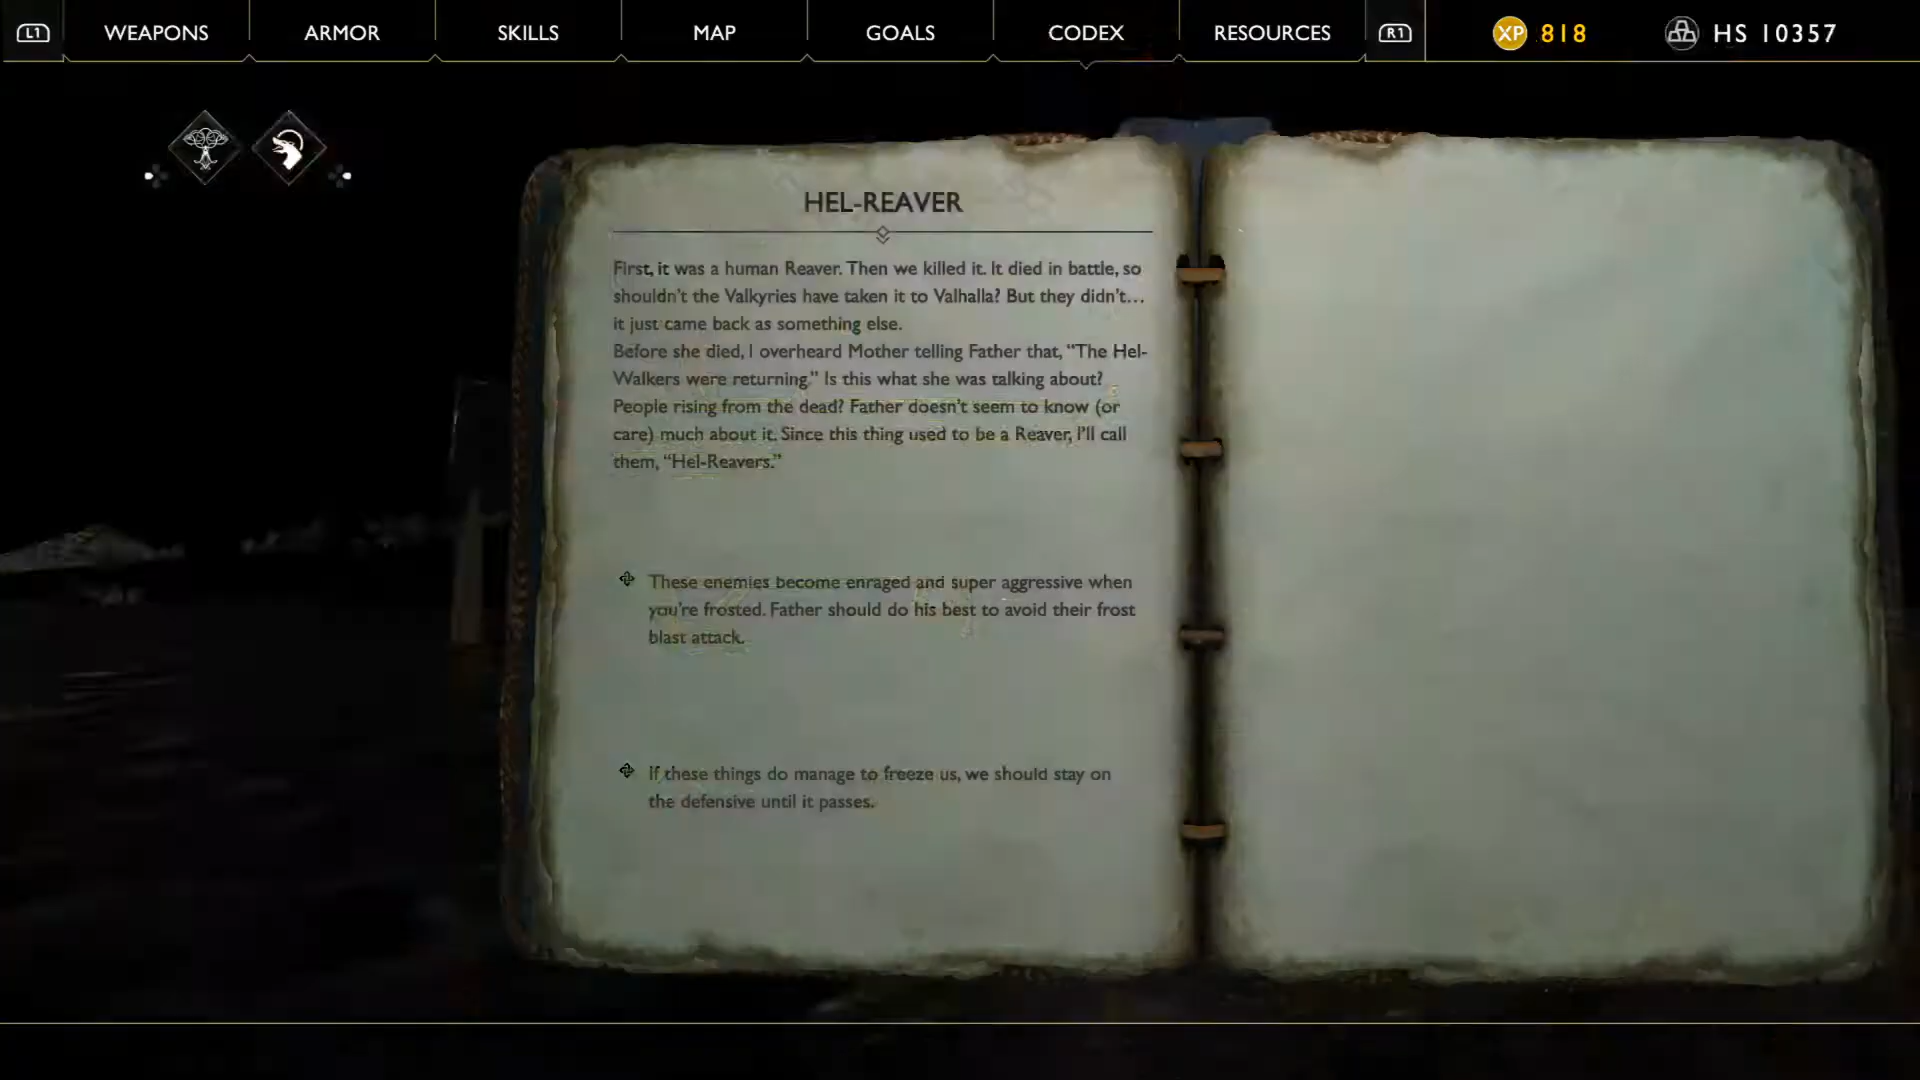 L1 WEAPONS ARMOR SKILLS MAP GOALS CODEX RESOURCES R1 XP 818 HS 10357
HEL-REAVER
First, it was a human Reaver. Then we killed it. It died in battle, so
shouldn't the Valkyries have taken it to Valhalla? But they didn't...
it just came back as something else.
Before she died, I overheard Mother telling Father that, “The Hel-
Walkers were returning.” Is this what she was talking about?
People rising from the dead? Father doesn't seem to know (or
care) much about it. Since this thing used to be a Reaver, I'll call
them, “Hel-Reavers.”
These enemies become enraged and super aggressive when
you're frosted. Father should do his best to avoid their frost
blast attack.
If these things do manage to freeze us, we should stay on
the defensive until it passes.